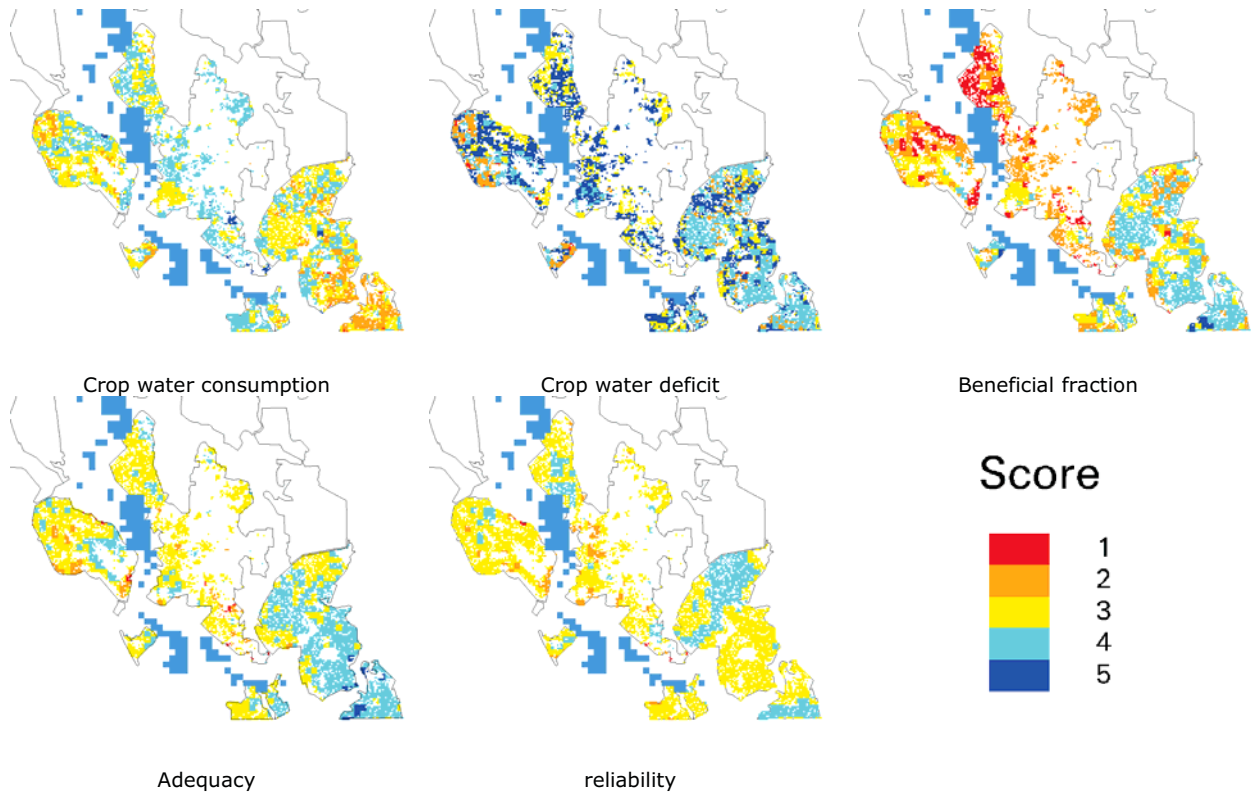 Crop water consumption
Crop water deficit
Beneficial fraction
Score
1
2
3
4
5
Adequacy
reliability